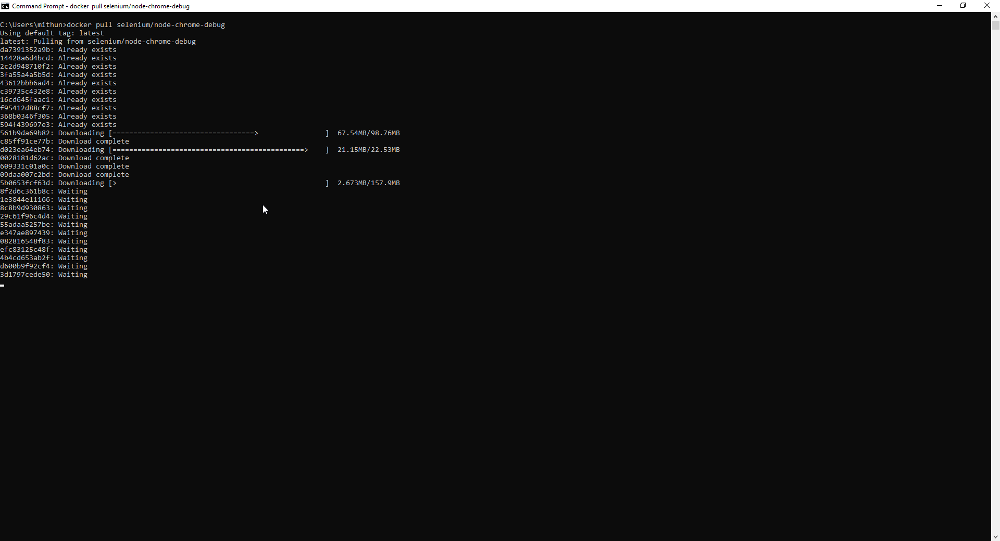 Command Prompt - docker  pull selenium/node-chrome-debug
C:\Users\mithun>docker pull selenium/node-chrome-debug
Using default tag: latest
latest: Pulling from selenium/node-chrome-debug
da7391352a9b: Already exists
14428a6d4bcd: Already exists
2c2d948710f2: Already exists
3fa55a4a5b5d: Already exists
43612bbb6ad4: Already exists
c39735c432e8: Already exists
16cd645faac1: Already exists
f95412d88cf7: Already exists
368b0346f305: Already exists
594f439697e3: Already exists
561b9da69b82: Downloading [==================================>                ]  67.54MB/98.76MB
c85ff91ce77b: Download complete
d023ea64eb74: Downloading [==============================================>    ]  21.15MB/22.53MB
0028181d62ac: Download complete
609331c01a0c: Download complete
09daa007c2bd: Download complete
5b0653fcf63d: Downloading [>                                                  ]  2.673MB/157.9MB
8f2d6c361b8c: Waiting
1e3844e11166: Waiting
8c8b9d930863: Waiting
29c61f96c4d4: Waiting
55adaa5257be: Waiting
e347ae897439: Waiting
082816548f83: Waiting
efc83125c48f: Waiting
4b4cd653ab2f: Waiting
d600b9f92cf4: Waiting
3d1797cede50: Waiting